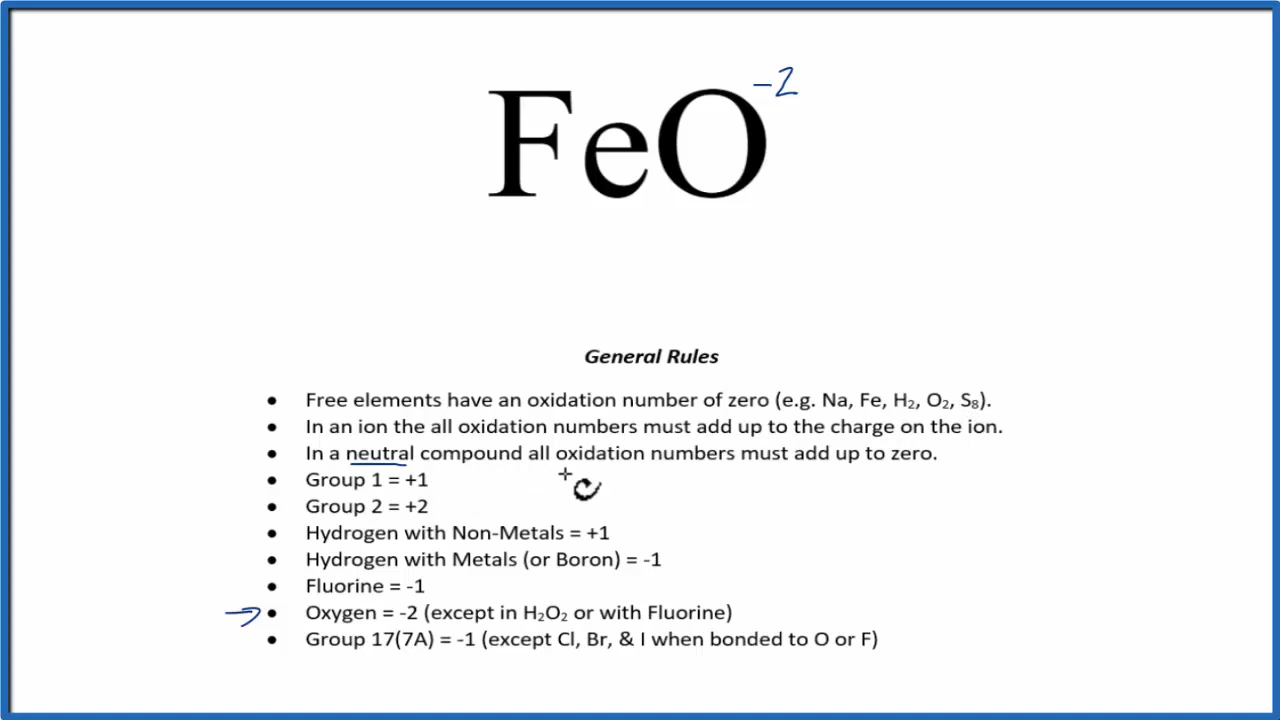 FeO⁻²
General Rules
• Free elements have an oxidation number of zero (e.g. Na, Fe, H₂, O₂, S₈).
• In an ion the all oxidation numbers must add up to the charge on the ion.
• In a neutral compound all oxidation numbers must add up to zero.
• Group 1 = +1
• Group 2 = +2
• Hydrogen with Non-Metals = +1
• Hydrogen with Metals (or Boron) = -1
• Fluorine = -1
• Oxygen = -2 (except in H₂O₂ or with Fluorine)
• Group 17(7A) = -1 (except Cl, Br, & I when bonded to O or F)